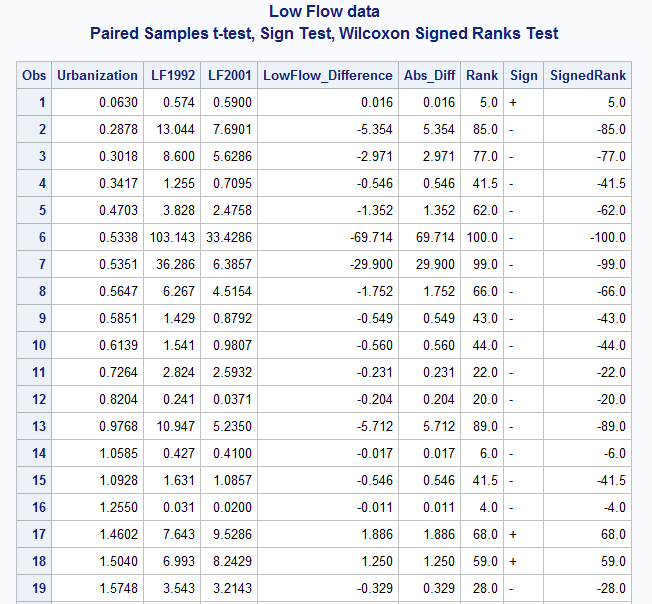 Low Flow data
Paired Samples t-test, Sign Test, Wilcoxon Signed Ranks Test
Obs Urbanization LF1992 LF2001 LowFlow_Difference Abs_Diff Rank Sign SignedRank
1 0.0630 0.574 0.5900 0.016 0.016 5.0 + 5.0
2 0.2878 13.044 7.6901 -5.354 5.354 85.0 - -85.0
3 0.3018 8.600 5.6286 -2.971 2.971 77.0 - -77.0
4 0.3417 1.255 0.7095 -0.546 0.546 41.5 - -41.5
5 0.4703 3.828 2.4758 -1.352 1.352 62.0 - -62.0
6 0.5338 103.143 33.4286 -69.714 69.714 100.0 - -100.0
7 0.5351 36.286 6.3857 -29.900 29.900 99.0 - -99.0
8 0.5647 6.267 4.5154 -1.752 1.752 66.0 - -66.0
9 0.5851 1.429 0.8792 -0.549 0.549 43.0 - -43.0
10 0.6139 1.541 0.9807 -0.560 0.560 44.0 - -44.0
11 0.7264 2.824 2.5932 -0.231 0.231 22.0 - -22.0
12 0.8204 0.241 0.0371 -0.204 0.204 20.0 - -20.0
13 0.9768 10.947 5.2350 -5.712 5.712 89.0 - -89.0
14 1.0585 0.427 0.4100 -0.017 0.017 6.0 - -6.0
15 1.0928 1.631 1.0857 -0.546 0.546 41.5 - -41.5
16 1.2550 0.031 0.0200 -0.011 0.011 4.0 - -4.0
17 1.4602 7.643 9.5286 1.886 1.886 68.0 + 68.0
18 1.5040 6.993 8.2429 1.250 1.250 59.0 + 59.0
19 1.5748 3.543 3.2143 -0.329 0.329 28.0 - -28.0